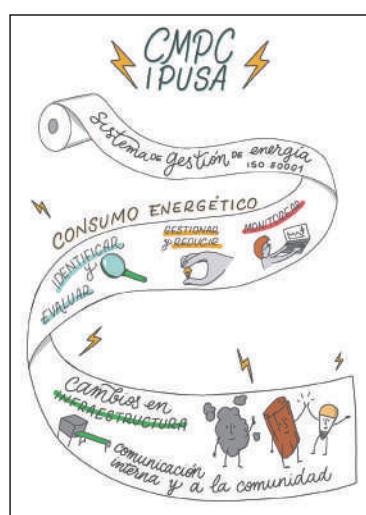 CMPC
IPUSA
Sistema DE gestión DE energía
ISO 50001
CONSUMO ENERGÉTICO
IDENTIFICAR
y
EVALUAR
GESTIONAR
y REDUCIR
MONITOREAR
Cambios en
INFRAESTRUCTURA
comunicación
interna y a la comunidad